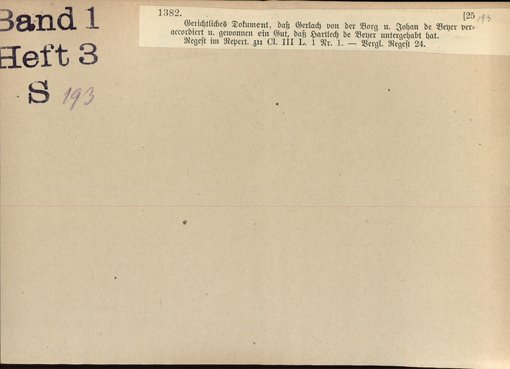 Band 1
Heft 3
S 193
1382. [25 193
Gerichtliches Dokument, daß Gerlach von der Borg u. Johan de Beyer ver-
accordiert u. gewonnen ein Gut, daß Hartlech de Beyer untergehabt hat.
Regest im Repert. zu Cl. III L. 1 Nr. 1. — Vergl. Regest 24.